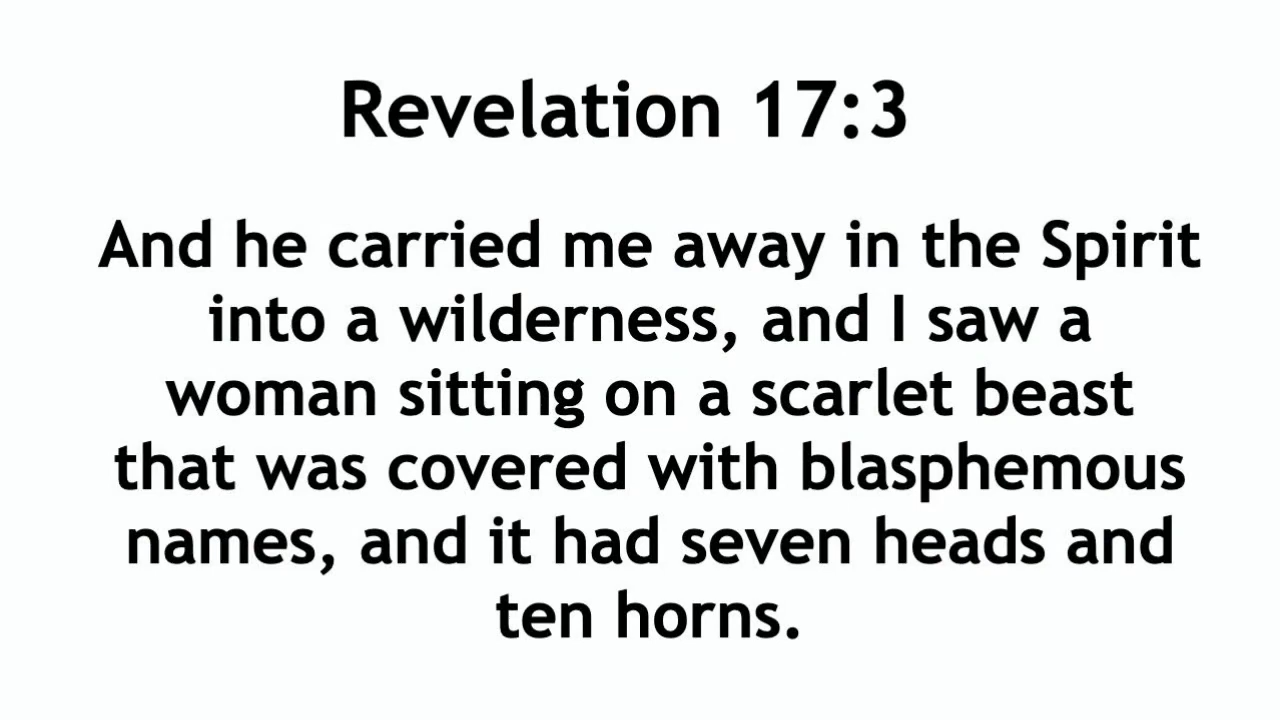 Revelation 17:3
And he carried me away in the Spirit
into a wilderness, and I saw a
woman sitting on a scarlet beast
that was covered with blasphemous
names, and it had seven heads and
ten horns.